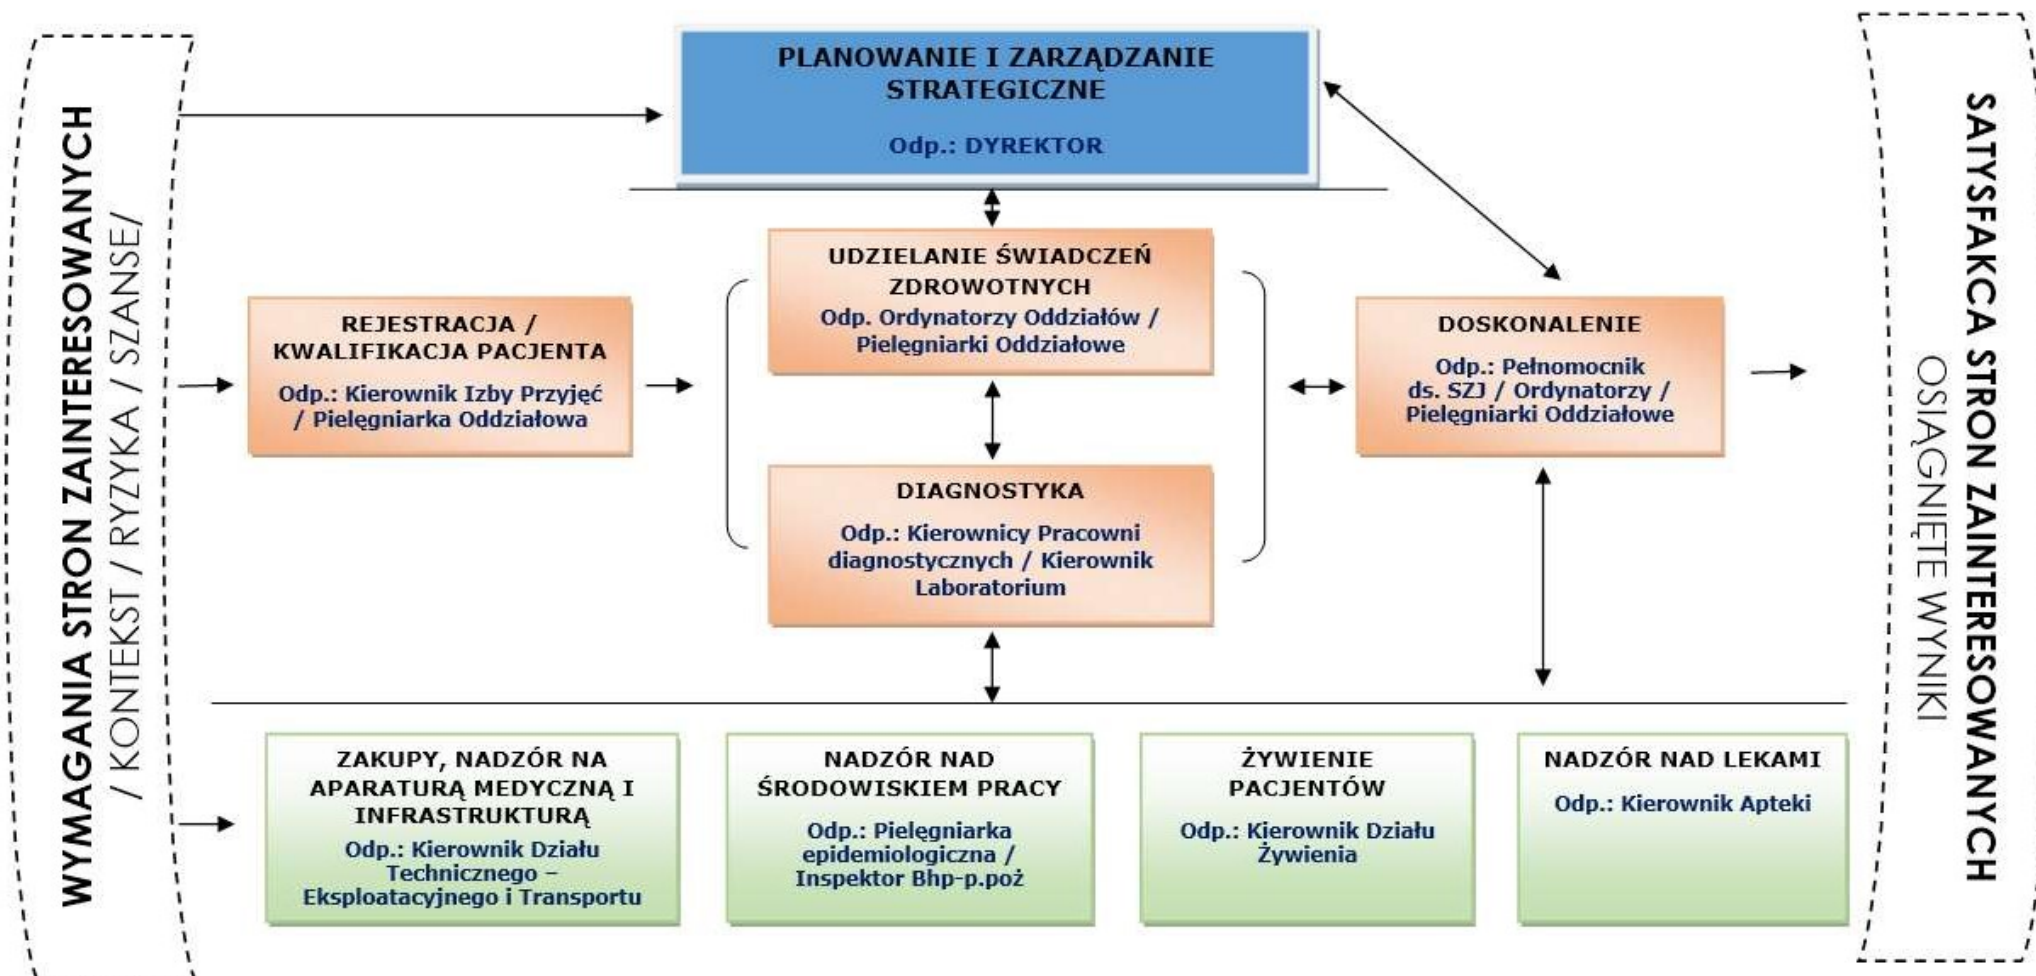 WYMAGANIA STRON ZAINTERESOWANYCH
/ KONTEKST / RYZYKA / SZANSE/
PLANOWANIE I ZARZĄDZANIE
STRATEGICZNE
Odp.: DYREKTOR
REJESTRACJA /
KWALIFIKACJA PACJENTA
Odp.: Kierownik Izby Przyjęć
/ Pielęgniarka Oddziałowa
UDZIELANIE ŚWIADCZEŃ
ZDROWOTNYCH
Odp. Ordynatorzy Oddziałów /
Pielęgniarki Oddziałowe
DIAGNOSTYKA
Odp.: Kierownicy Pracowni
diagnostycznych / Kierownik
Laboratorium
DOSKONALENIE
Odp.: Pełnomocnik
ds. SZJ / Ordynatorzy /
Pielęgniarki Oddziałowe
ZAKUPY, NADZÓR NA
APARATURĄ MEDYCZNĄ I
INFRASTRUKTURĄ
Odp.: Kierownik Działu
Technicznego –
Eksploatacyjnego i Transportu
NADZÓR NAD
ŚRODOWISKIEM PRACY
Odp.: Pielęgniarka
epidemiologiczna /
Inspektor Bhp-p.poż
ŻYWIENIE
PACJENTÓW
Odp.: Kierownik Działu
Żywienia
NADZÓR NAD LEKAMI
Odp.: Kierownik Apteki
SATYSFAKCA STRON ZAINTERESOWANYCH
OSIĄGNIĘTE WYNIKI